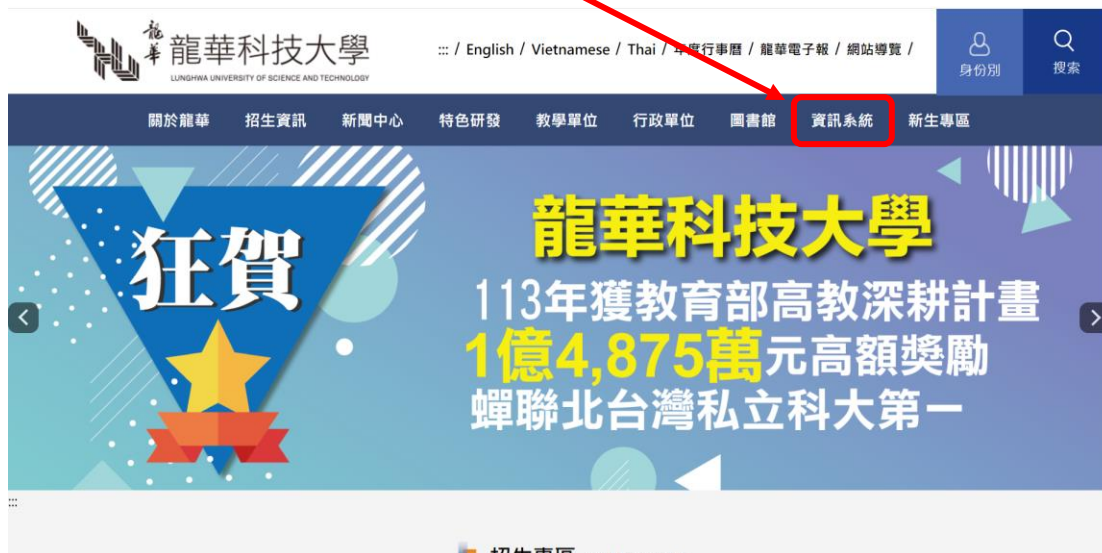 龍華
龍華科技大學
LUNGHWA UNIVERSITY OF SCIENCE AND TECHNOLOGY
::: / English / Vietnamese / Thai / 年度行事曆 / 龍華電子報 / 網站導覽 /
身份別
搜索
關於龍華 招生資訊 新聞中心 特色研發 教學單位 行政單位 圖書館 資訊系統 新生專區
狂賀
龍華科技大學
113年獲教育部高教深耕計畫
1億4,875萬元高額獎勵
蟬聯北台灣私立科大第一
:::
招生專區